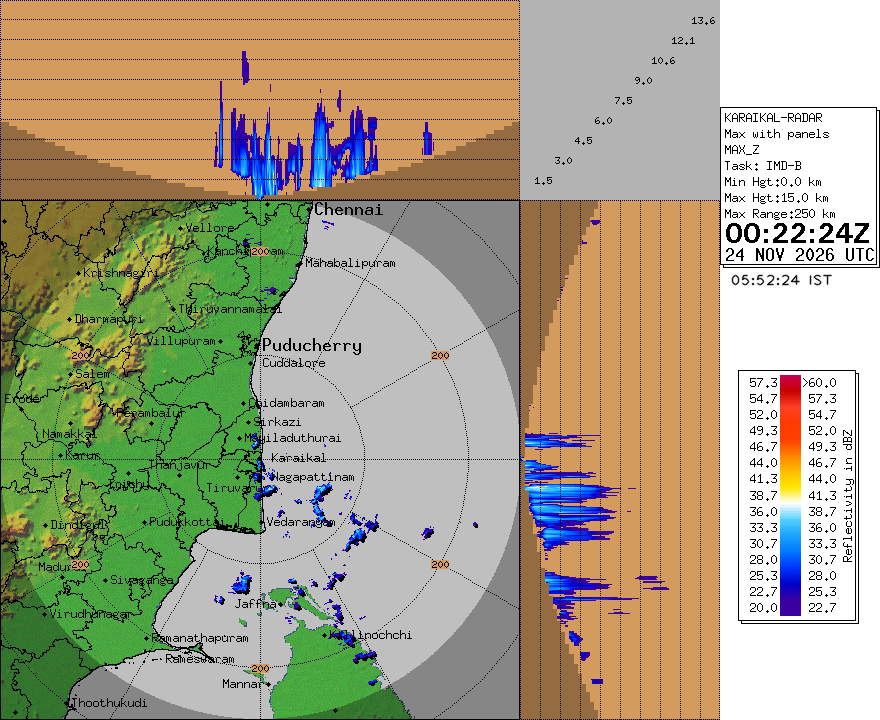 13.6
12.1
10.6
9.0
7.5
6.0
4.5
3.0
1.5
KARAIKAL-RADAR
Max with panels
MAX_Z
Task: IMD-B
Min Hgt:0.0 km
Max Hgt:15.0 km
Max Range:250 km
00:22:24Z
24 NOV 2026 UTC
05:52:24 IST
Chennai
Vellore
200
Mahabalipuram
Krishnagiri
Thiruvannamalai
Dharmapuri
Villupuram
Puducherry
200
200
Cuddalore
Salem
Erode
Chidambaram
Perambalur
Sirkazi
Namakkal
Mayiladuthurai
Karur
Karaikal
Thanjavur
Nagapattinam
Tiruvarur
Dindigul
Pudukkottai
Vedaranyam
200
200
Madurai
Sivaganga
Jaffna
Virudhunagar
Ramanathapuram
Killinochchi
Rameswaram
200
Mannar
Thoothukudi
57.3 >60.0
54.7 57.3
52.0 54.7
49.3 52.0
46.7 49.3
44.0 46.7
41.3 44.0
38.7 41.3
36.0 38.7
33.3 36.0
30.7 33.3
28.0 30.7
25.3 28.0
22.7 25.3
20.0 22.7
Reflectivity in dBZ